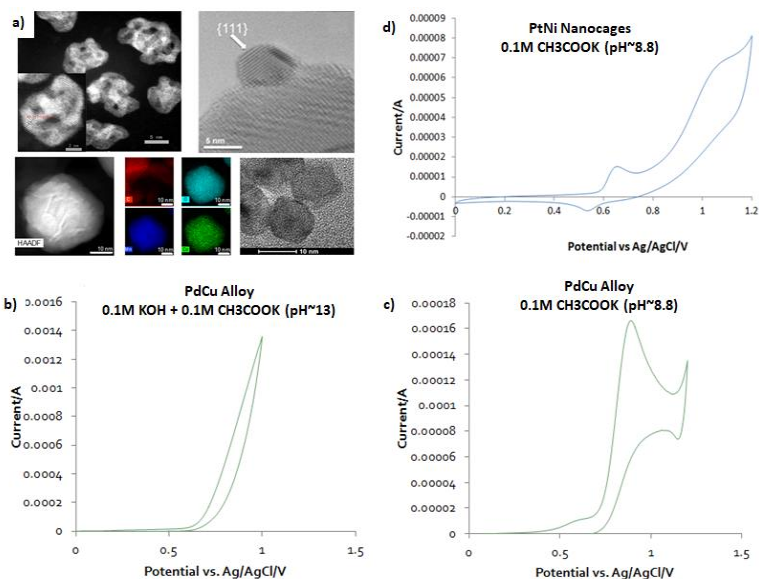 a)
{111}
5 nm
5 nm
HAADF
10 nm
10 nm
10 nm
10 nm
10 nm
10 nm
d)
PtNi Nanocages
0.1M CH3COOK (pH~8.8)
Current/A
0.00009
0.00008
0.00007
0.00006
0.00005
0.00004
0.00003
0.00002
0.00001
0
-0.00001
-0.00002
0 0.2 0.4 0.6 0.8 1 1.2
Potential vs Ag/AgCl/V
b)
PdCu Alloy
0.1M KOH + 0.1M CH3COOK (pH~13)
Current/A
0.0016
0.0014
0.0012
0.001
0.0008
0.0006
0.0004
0.0002
0
0 0.5 1 1.5
Potential vs. Ag/AgCl/V
c)
PdCu Alloy
0.1M CH3COOK (pH~8.8)
Current/A
0.00018
0.00016
0.00014
0.00012
0.0001
0.00008
0.00006
0.00004
0.00002
0
0 0.5 1 1.5
Potential vs. Ag/AgCl/V